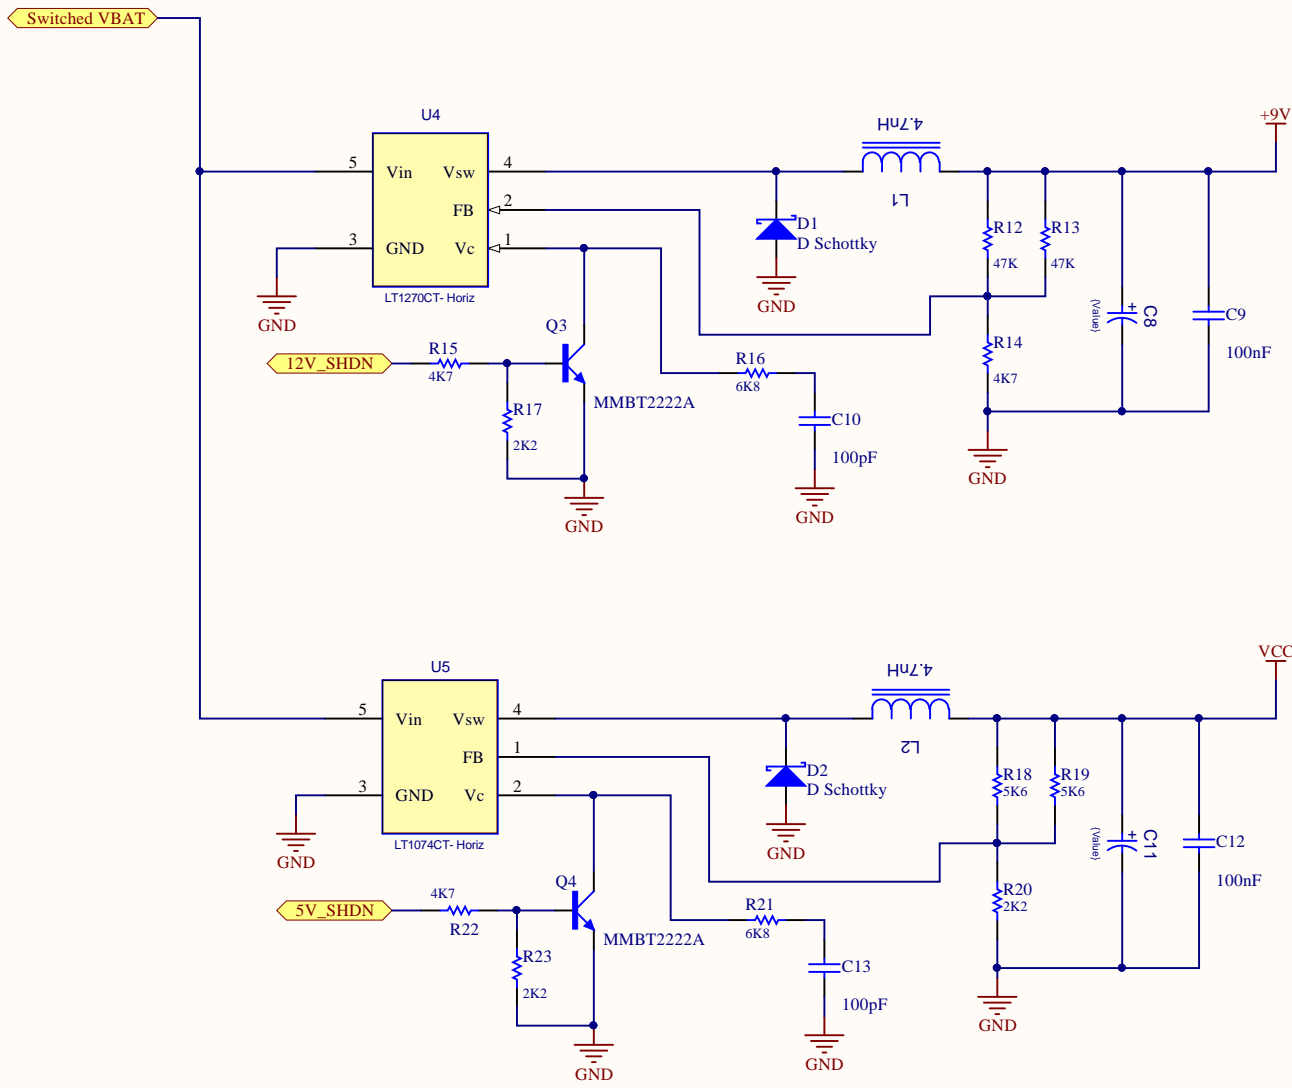 Switched VBAT
U4
5
Vin
Vsw
4
FB
2
3
GND
Vc
1
LT1270CT- Horiz
GND
4.7nH
L1
+9V
D1
D Schottky
GND
R12
47K
R13
47K
R14
4K7
C8
{Value}
+
C9
100nF
GND
12V_SHDN
R15
4K7
Q3
MMBT2222A
R17
2K2
GND
R16
6K8
C10
100pF
GND
U5
5
Vin
Vsw
4
FB
1
3
GND
Vc
2
LT1074CT- Horiz
GND
4.7nH
L2
VCC
D2
D Schottky
GND
R18
5K6
R19
5K6
R20
2K2
C11
{Value}
+
C12
100nF
GND
5V_SHDN
4K7
R22
Q4
MMBT2222A
R23
2K2
GND
R21
6K8
C13
100pF
GND